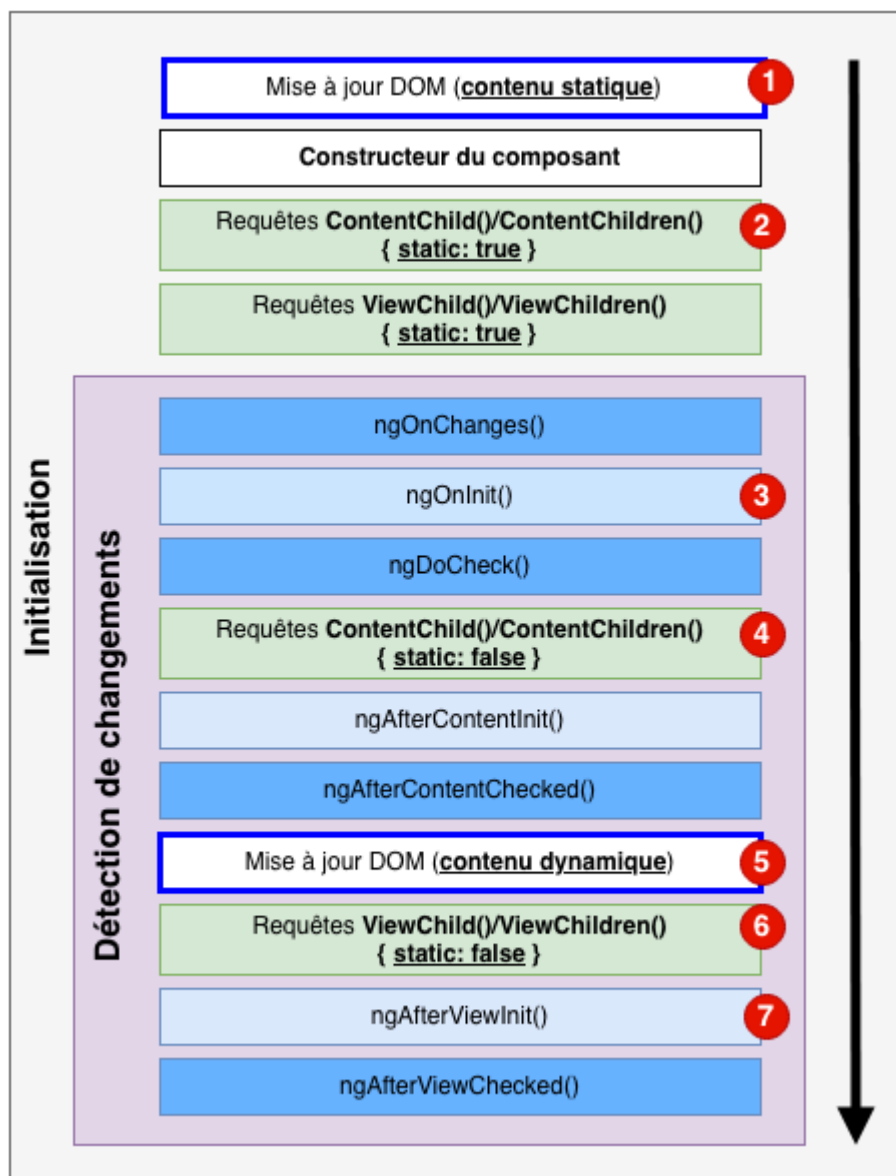 Mise à jour DOM (contenu statique)
1
Constructeur du composant
Requêtes ContentChild()/ContentChildren()
{ static: true }
2
Requêtes ViewChild()/ViewChildren()
{ static: true }
Initialisation
Détection de changements
ngOnChanges()
ngOnInit()
3
ngDoCheck()
Requêtes ContentChild()/ContentChildren()
{ static: false }
4
ngAfterContentInit()
ngAfterContentChecked()
Mise à jour DOM (contenu dynamique)
5
Requêtes ViewChild()/ViewChildren()
{ static: false }
6
ngAfterViewInit()
7
ngAfterViewChecked()